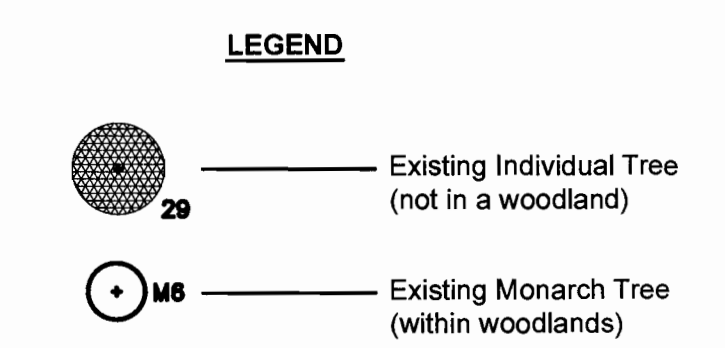 LEGEND
29
Existing Individual Tree
(not in a woodland)
M6
Existing Monarch Tree
(within woodlands)